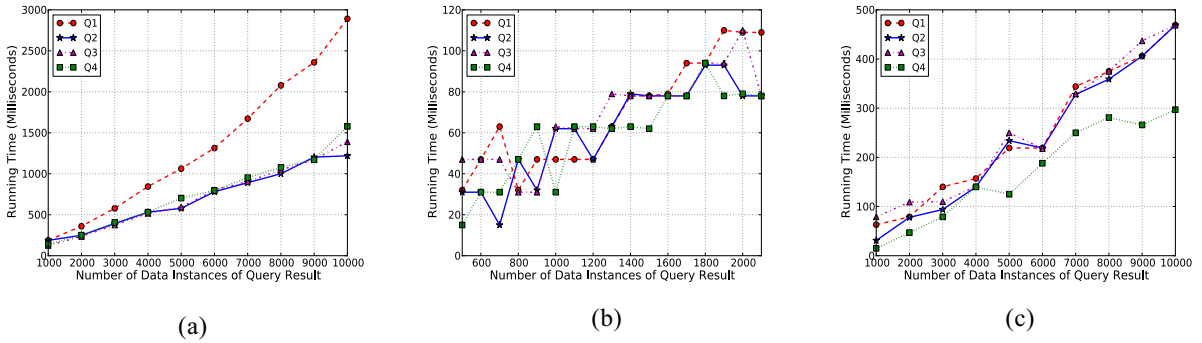 3000
2500
2000
1500
1000
500
0
Running Time (Milliseconds)
Q1
Q2
Q3
Q4
1000 2000 3000 4000 5000 6000 7000 8000 9000 10000
Number of Data Instances of Query Result
(a)
120
100
80
60
40
20
0
Running Time (Milliseconds)
Q1
Q2
Q3
Q4
600 800 1000 1200 1400 1600 1800 2000
Number of Data Instances of Query Result
(b)
500
400
300
200
100
0
Running Time (Milliseconds)
Q1
Q2
Q3
Q4
1000 2000 3000 4000 5000 6000 7000 8000 9000 10000
Number of Data Instances of Query Result
(c)